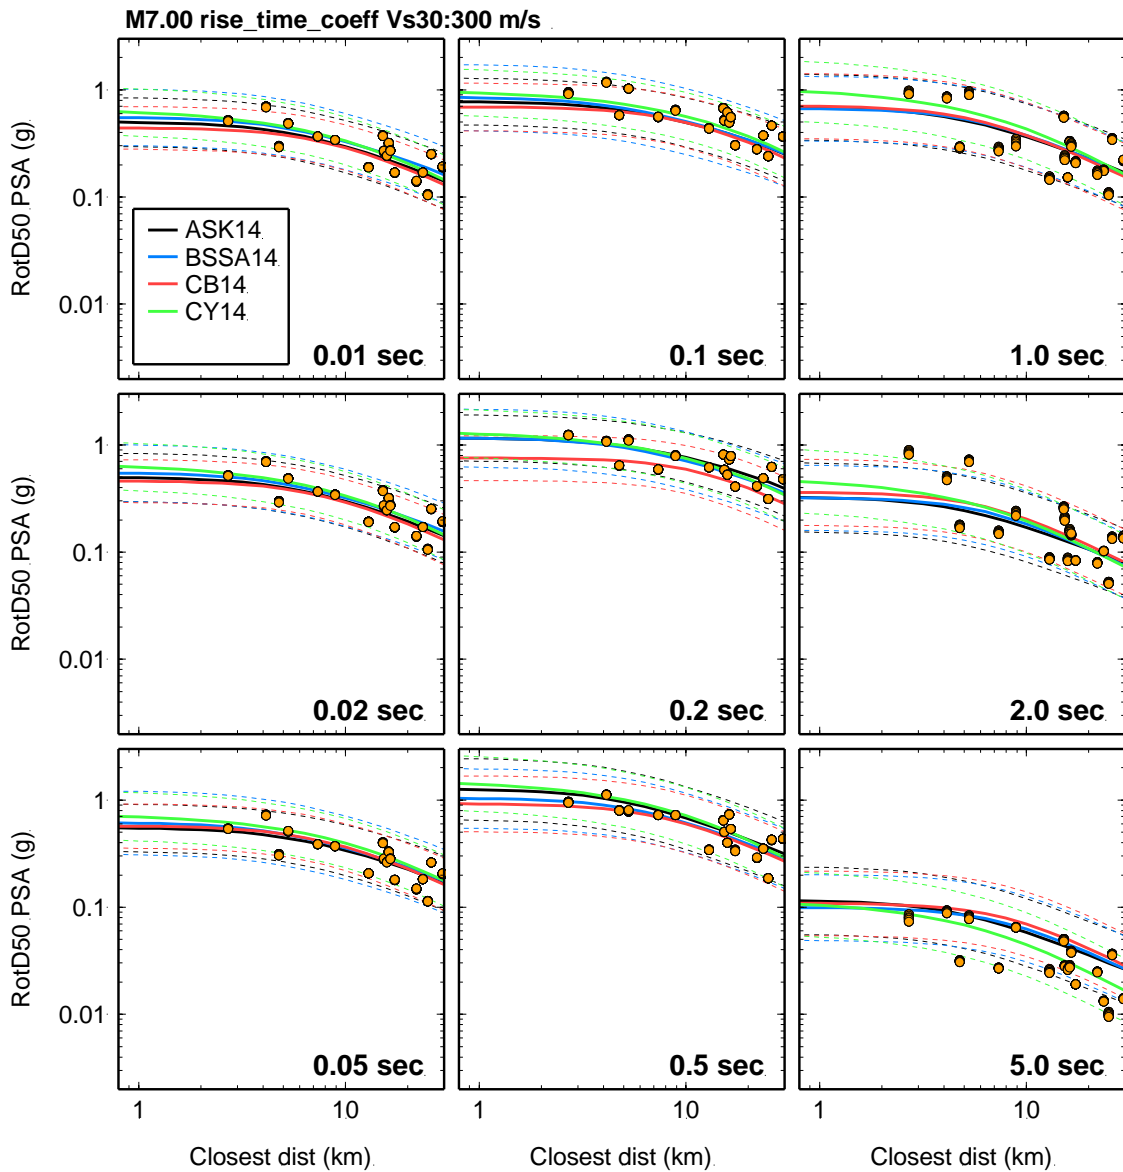 M7.00 rise_time_coeff Vs30:300 m/s
RotD50 PSA (g)
1
0.1
0.01
ASK14
BSSA14
CB14
CY14
0.01 sec
0.1 sec
1.0 sec
RotD50 PSA (g)
1
0.1
0.01
0.02 sec
0.2 sec
2.0 sec
RotD50 PSA (g)
1
0.1
0.01
0.05 sec
0.5 sec
5.0 sec
1 10
1 10
1 10
Closest dist (km)
Closest dist (km)
Closest dist (km)